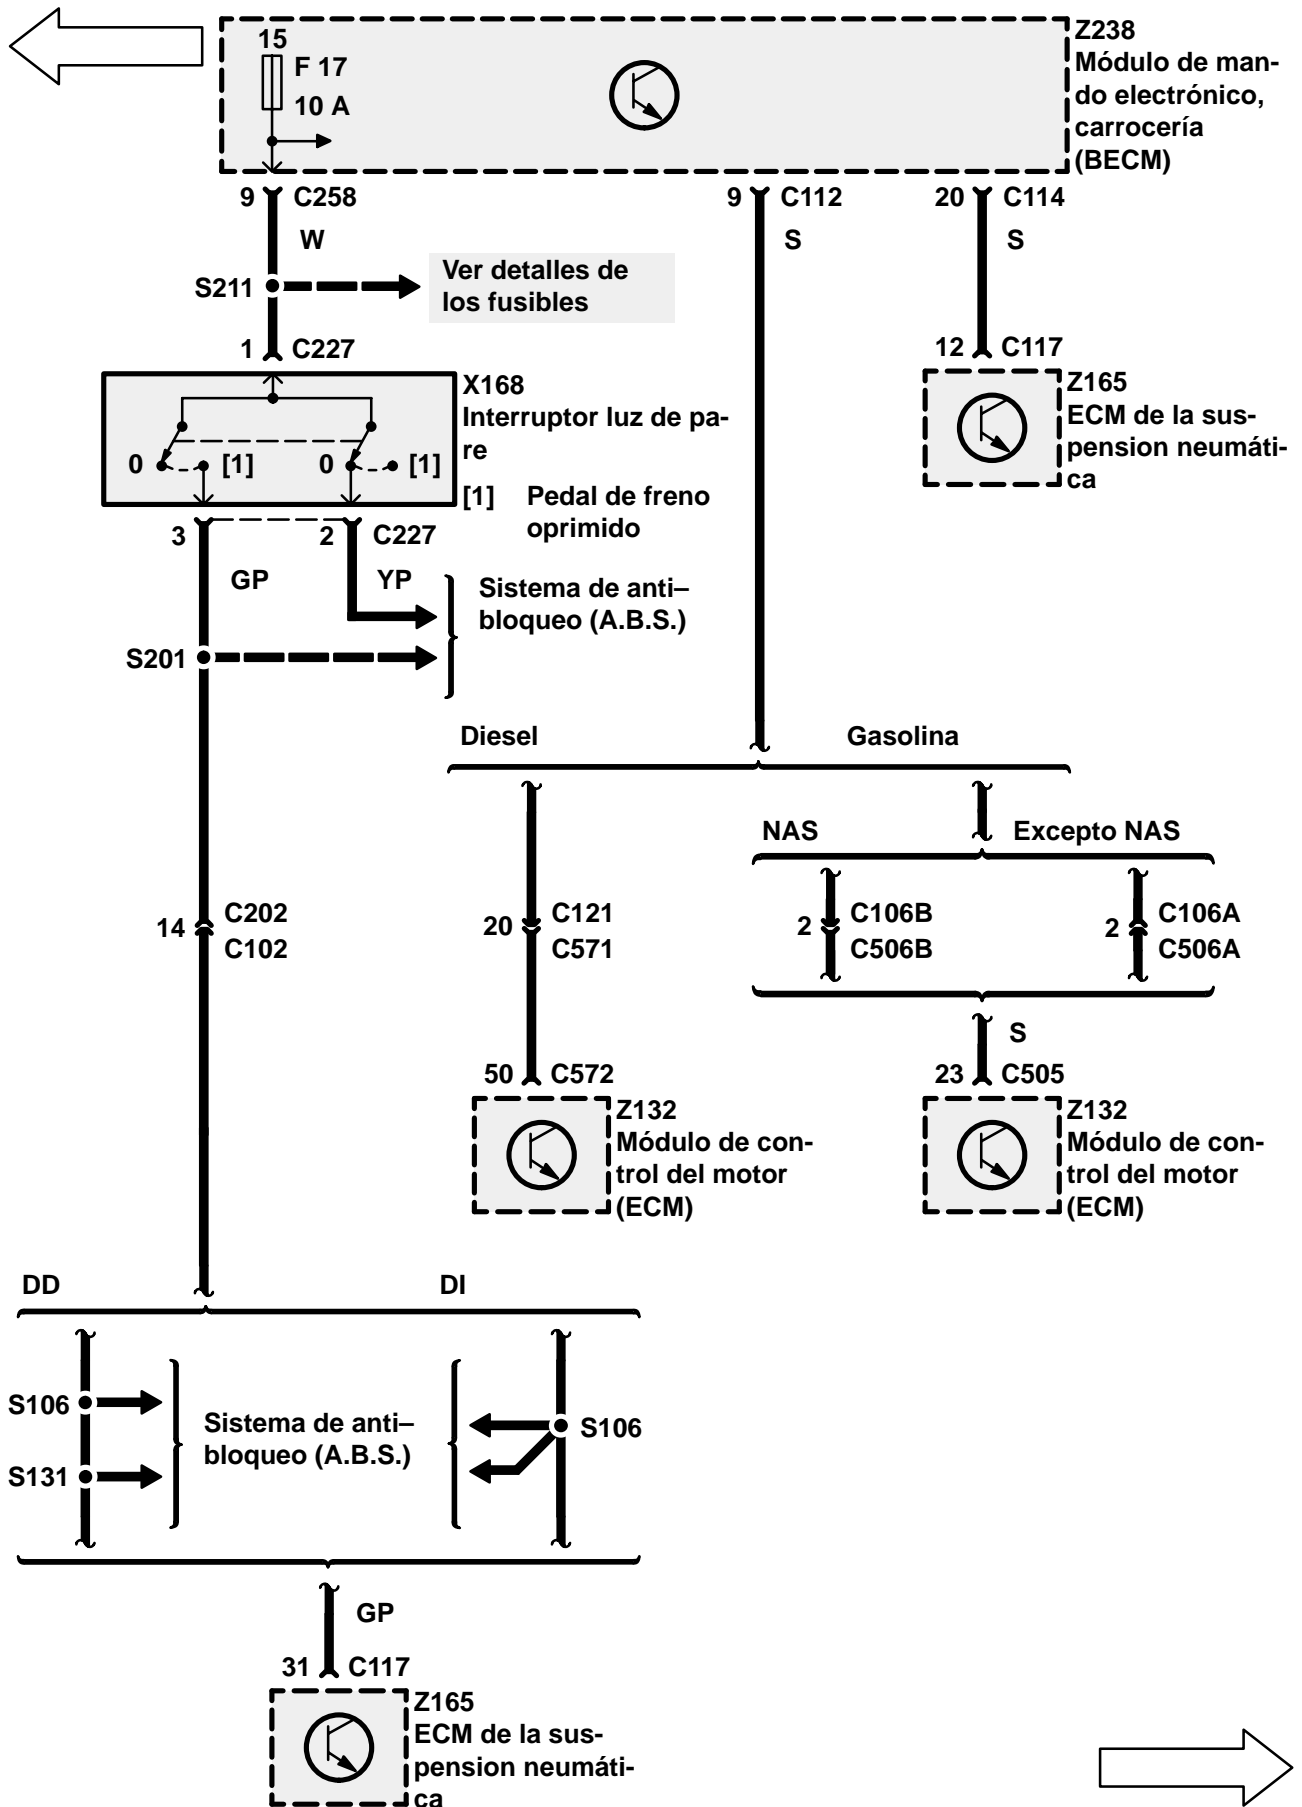 15
F 17
10 A
Z238
Módulo de man-
do electrónico,
carrocería
(BECM)
9 C258
W
9 C112
S
20 C114
S
S211
Ver detalles de
los fusibles
1 C227
12 C117
X168
Interruptor luz de pa-
re
0 [1] 0 [1]
[1] Pedal de freno
oprimido
Z165
ECM de la sus-
pension neumáti-
ca
3 2 C227
GP YP
Sistema de anti–
bloqueo (A.B.S.)
S201
Diesel Gasolina
NAS Excepto NAS
14 C202
C102
20 C121
C571
2 C106B
C506B
2 C106A
C506A
S
50 C572
23 C505
Z132
Módulo de con-
trol del motor
(ECM)
Z132
Módulo de con-
trol del motor
(ECM)
DD DI
S106
S131
Sistema de anti–
bloqueo (A.B.S.)
S106
GP
31 C117
Z165
ECM de la sus-
pension neumáti-
ca